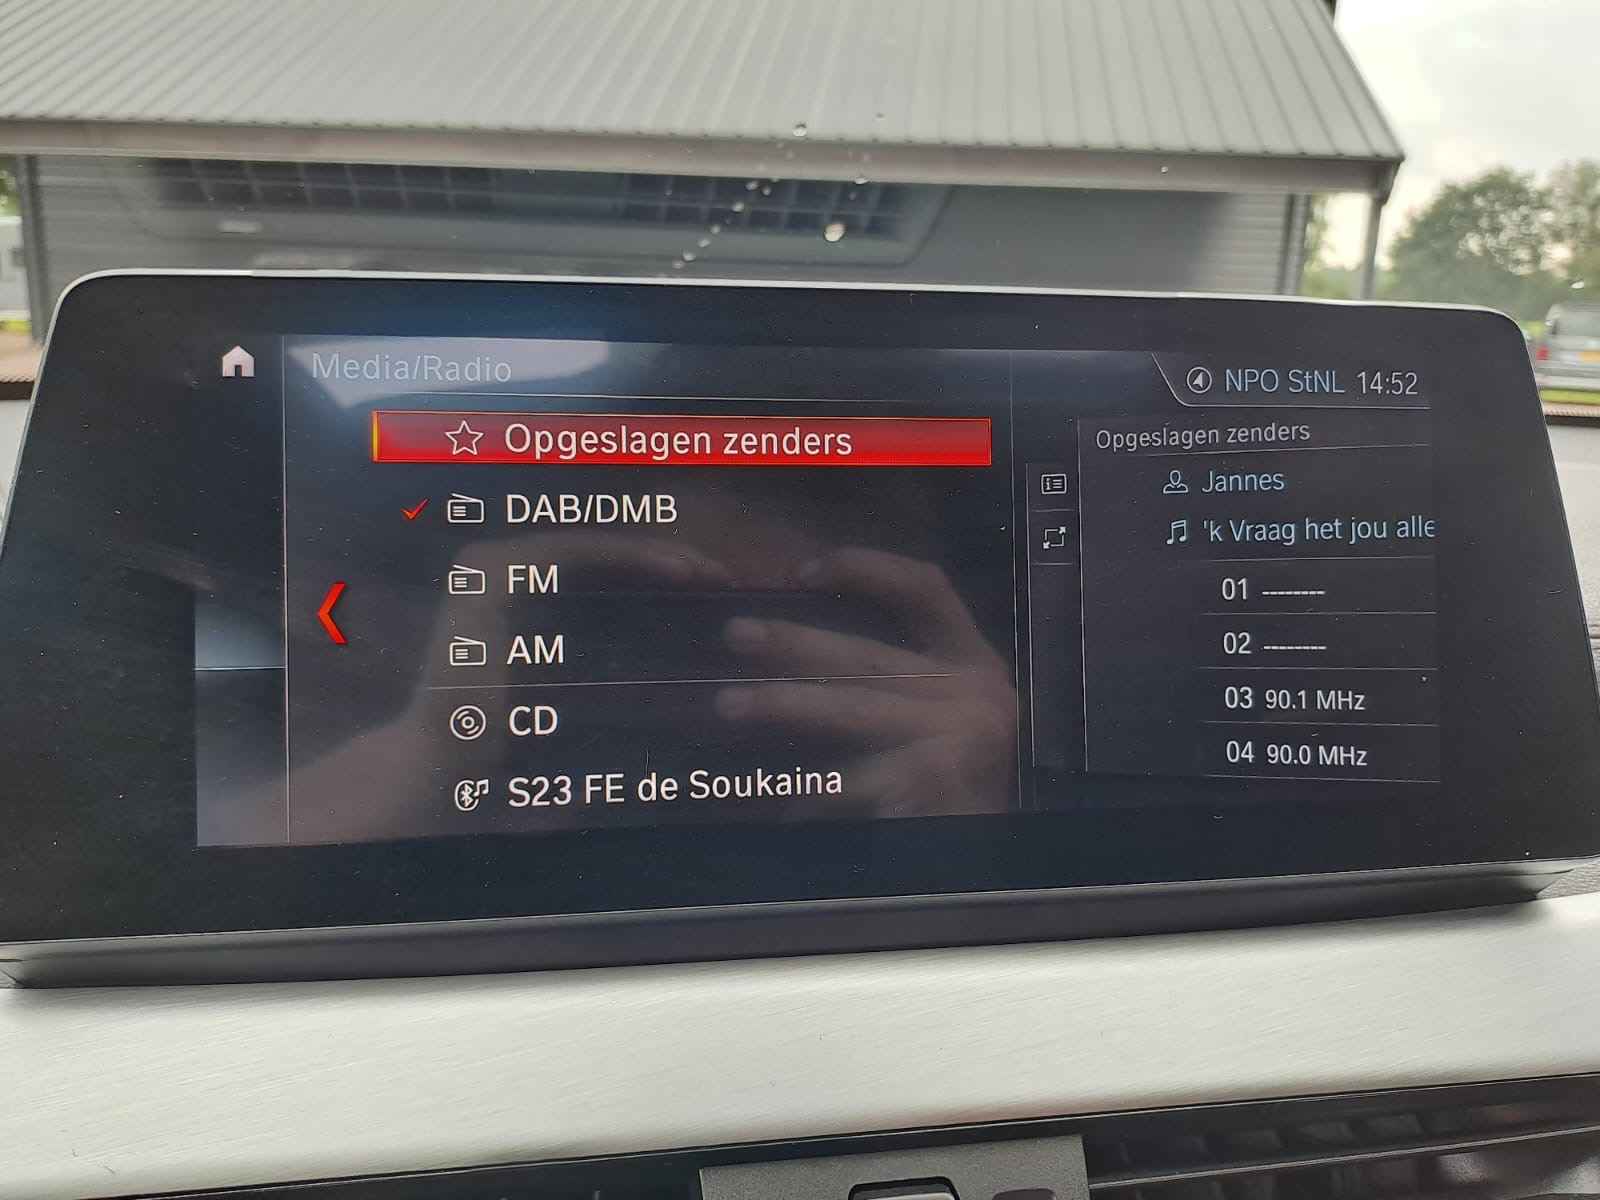 Media/Radio
NPO StNL 14:52
Opgeslagen zenders
DAB/DMB
FM
AM
CD
S23 FE de Soukaina
Opgeslagen zenders
Jannes
'k Vraag het jou alle
01 --------
02 --------
03 90.1 MHz
04 90.0 MHz